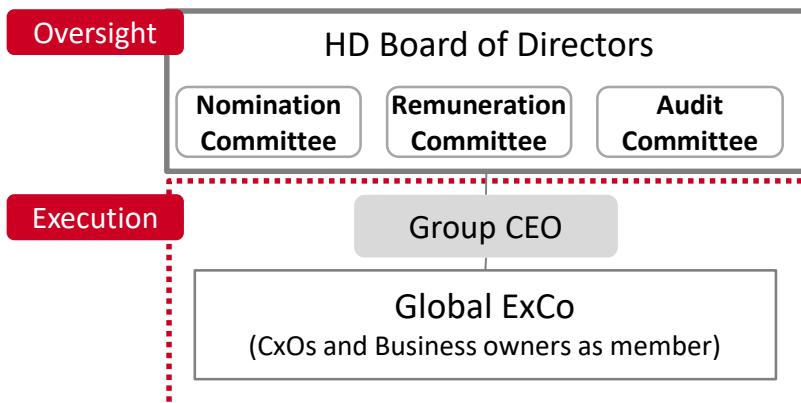 Oversight
HD Board of Directors
Nomination
Committee
Remuneration
Committee
Audit
Committee
Execution
Group CEO
Global ExCo
(CxOs and Business owners as member)